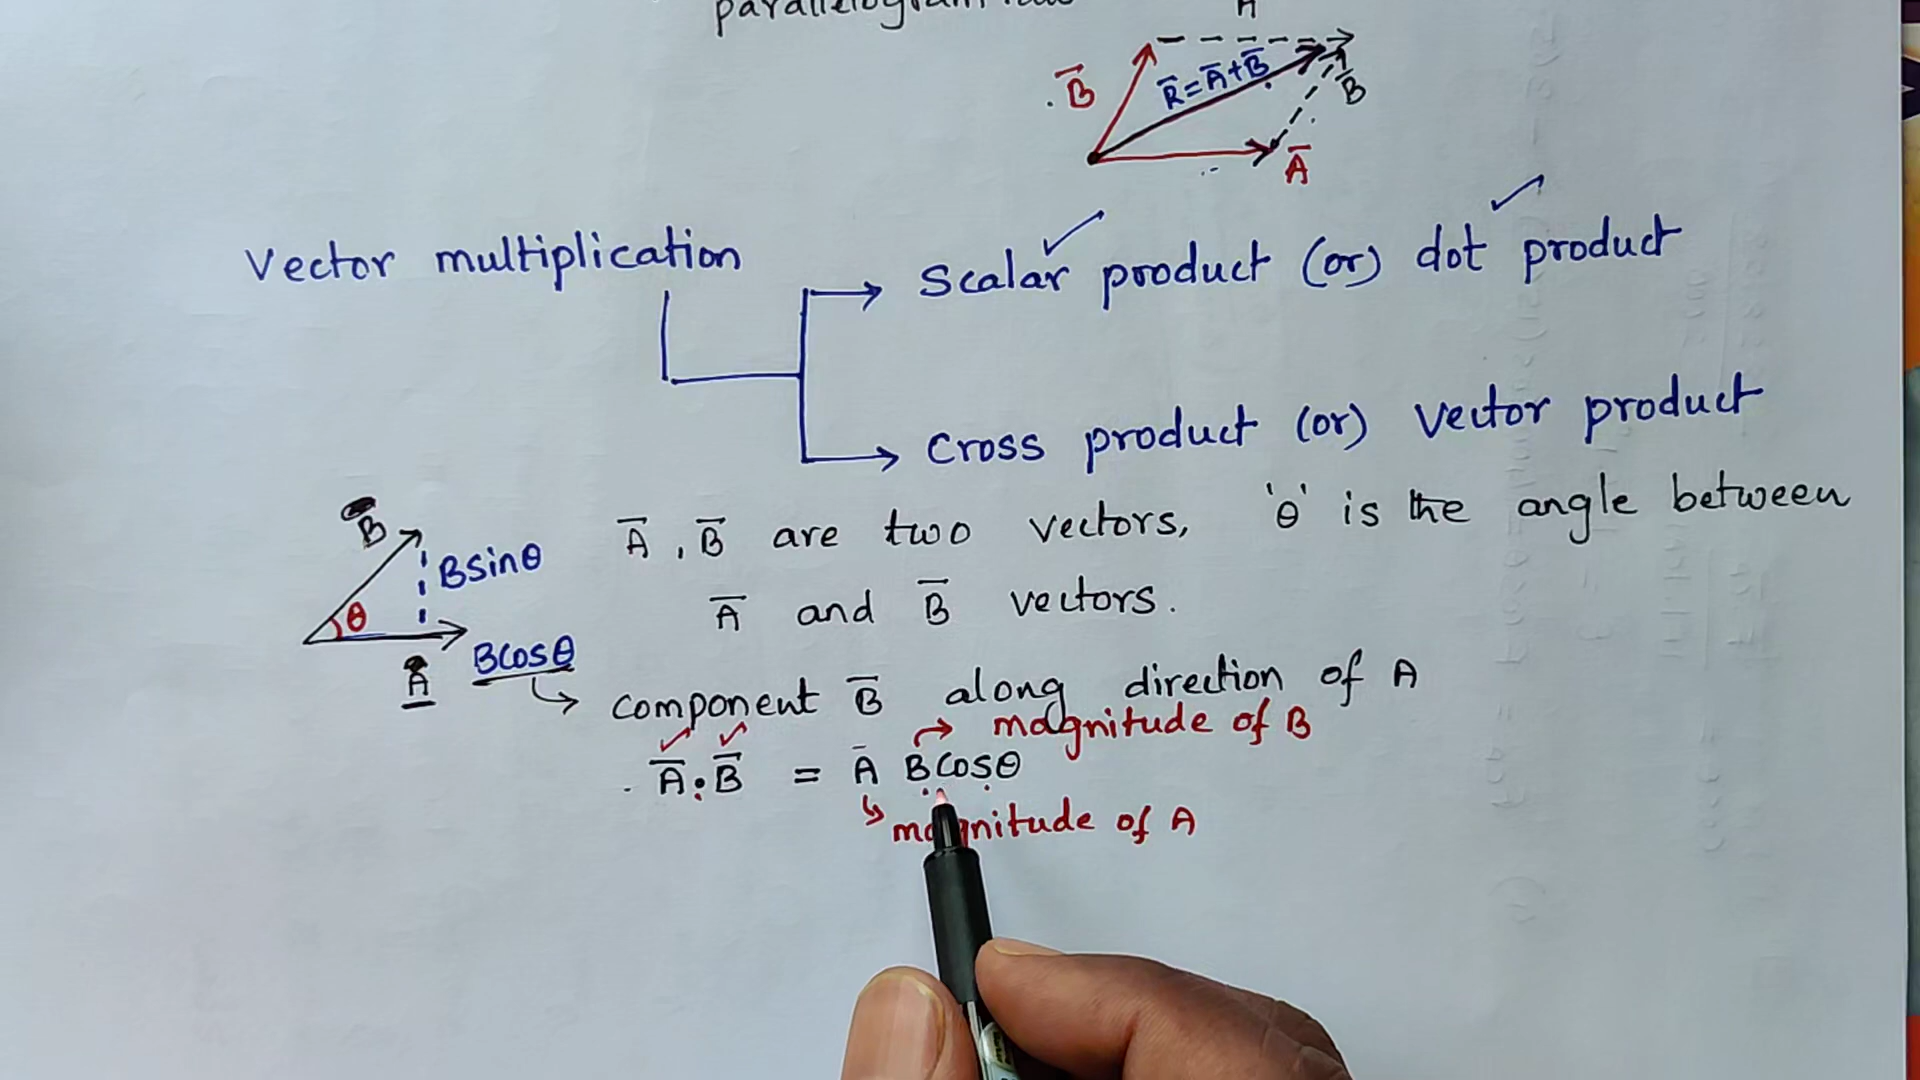 parallelogram
A
B̅
R̅=A̅+B̅
B
A̅
Vector multiplication
Scalar product (or) dot product
Cross product (or) Vector product
B
BSinθ
θ
A
BCosθ
A̅ , B̅ are two vectors, 'θ' is the angle between
A̅ and B̅ vectors.
component B̅ along direction of A
magnitude of B
A̅ . B̅ = A̅ BCosθ
magnitude of A